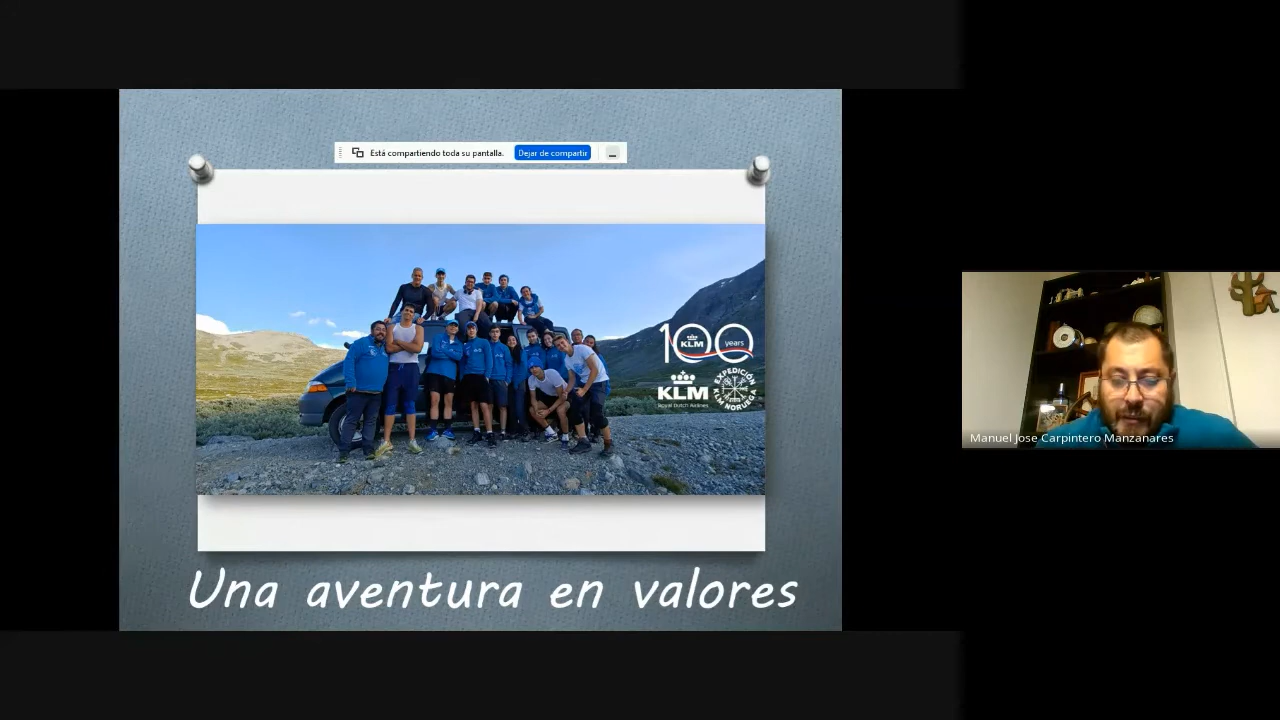 Está compartiendo toda su pantalla. Dejar de compartir
100
KLM years
KLM
Royal Dutch Airlines
EXPEDICIÓN
KLM NORUEGA
Manuel Jose Carpintero Manzanares
Una aventura en valores